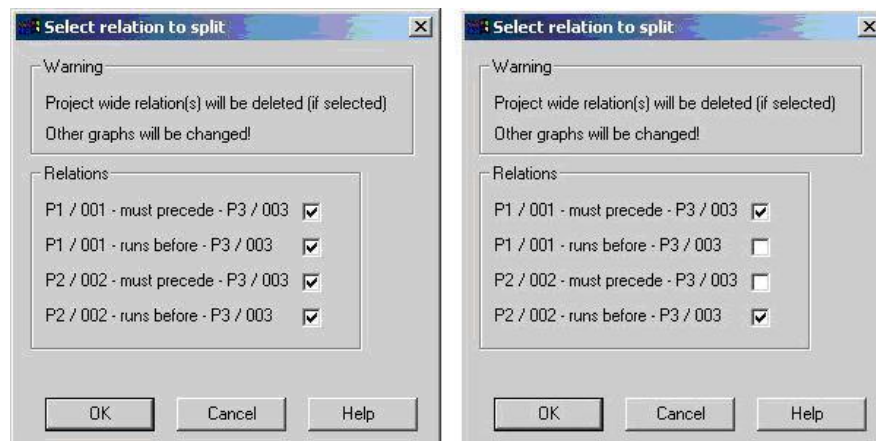 Select relation to split
Warning
Project wide relation(s) will be deleted (if selected)
Other graphs will be changed!
Relations
P1 / 001 - must precede - P3 / 003
P1 / 001 - runs before - P3 / 003
P2 / 002 - must precede - P3 / 003
P2 / 002 - runs before - P3 / 003
OK Cancel Help
Select relation to split
Warning
Project wide relation(s) will be deleted (if selected)
Other graphs will be changed!
Relations
P1 / 001 - must precede - P3 / 003
P1 / 001 - runs before - P3 / 003
P2 / 002 - must precede - P3 / 003
P2 / 002 - runs before - P3 / 003
OK Cancel Help